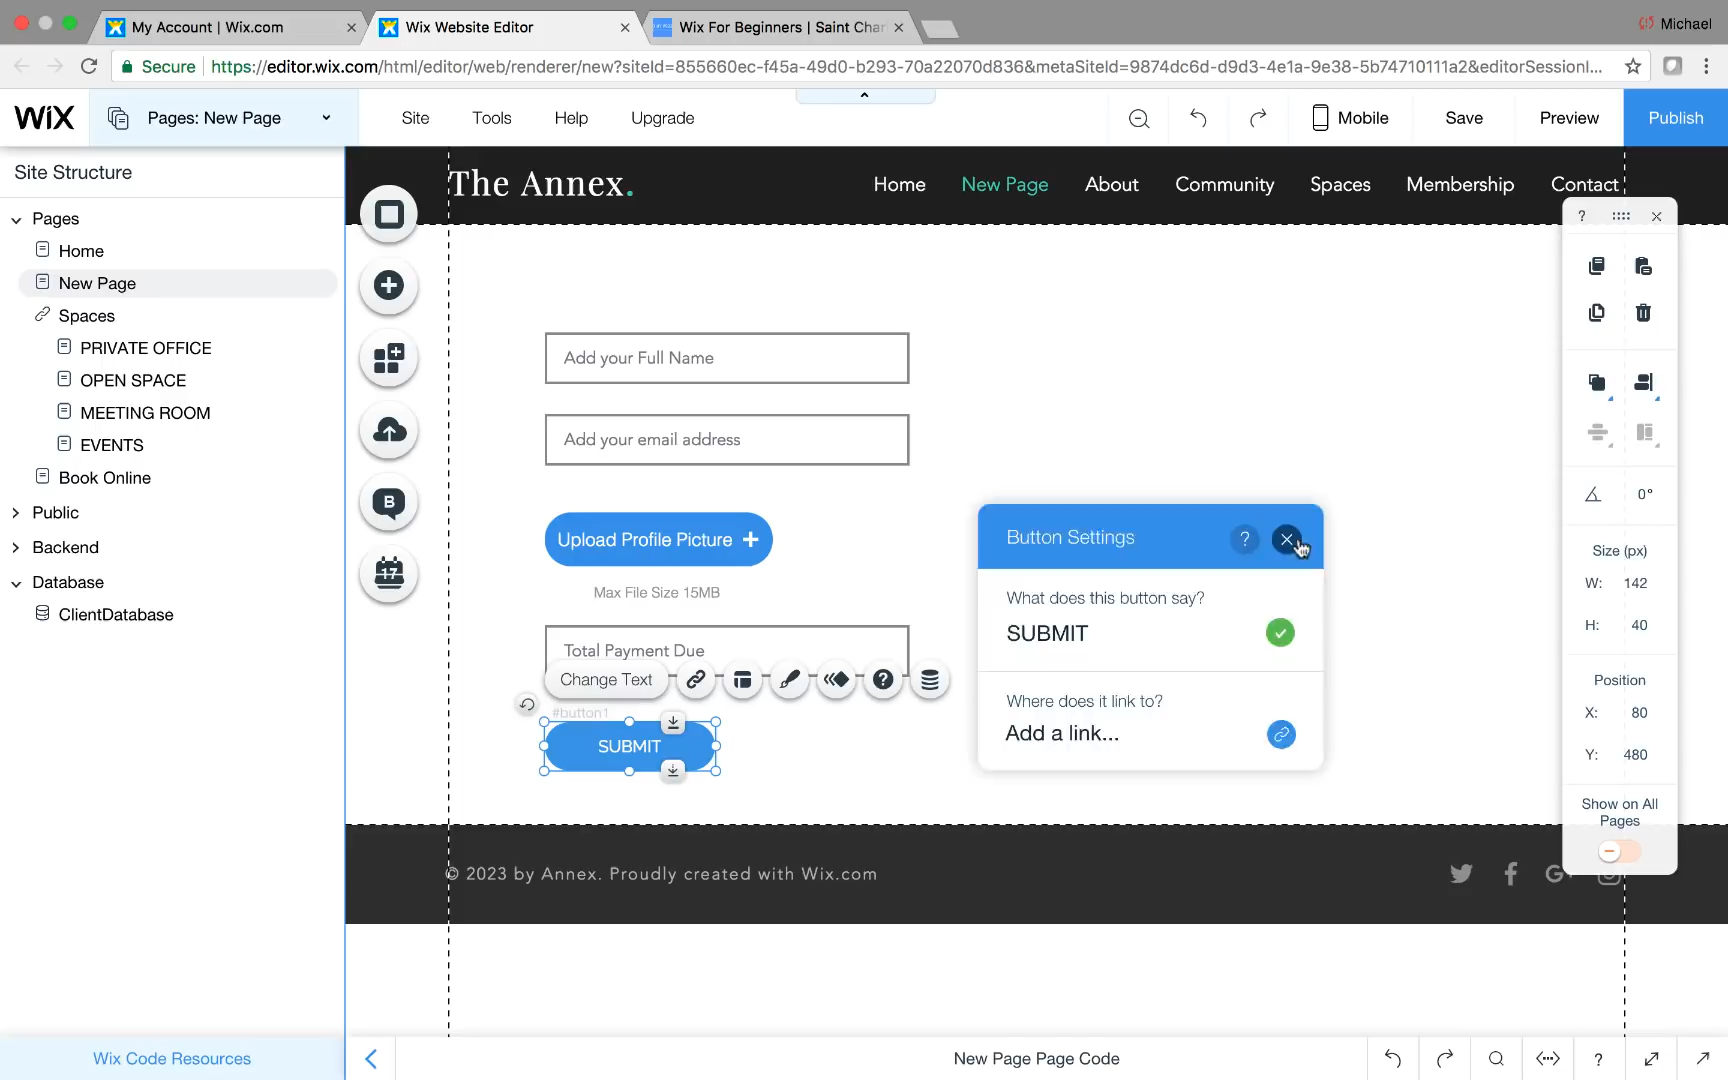 My Account | Wix.com
Wix Website Editor
Wix For Beginners | Saint Char
Michael
Secure
https://editor.wix.com/html/editor/web/renderer/new?siteId=855660ec-f45a-49d0-b293-70a22070d836&metaSiteId=9874dc6d-d9d3-4e1a-9e38-5b74710111a2&editorSessionI...
WiX
Pages: New Page
Site
Tools
Help
Upgrade
Mobile
Save
Preview
Publish
Site Structure
Pages
Home
New Page
Spaces
PRIVATE OFFICE
OPEN SPACE
MEETING ROOM
EVENTS
Book Online
Public
Backend
Database
ClientDatabase
Wix Code Resources
The Annex.
Home
New Page
About
Community
Spaces
Membership
Contact
B
17
Add your Full Name
Add your email address
Upload Profile Picture +
Max File Size 15MB
Total Payment Due
Change Text
?
#button1
SUBMIT
Button Settings
?
What does this button say?
SUBMIT
Where does it link to?
Add a link...
?
0°
Size (px)
W: 142
H: 40
Position
X: 80
Y: 480
Show on All
Pages
© 2023 by Annex. Proudly created with Wix.com
G+
New Page Page Code
?